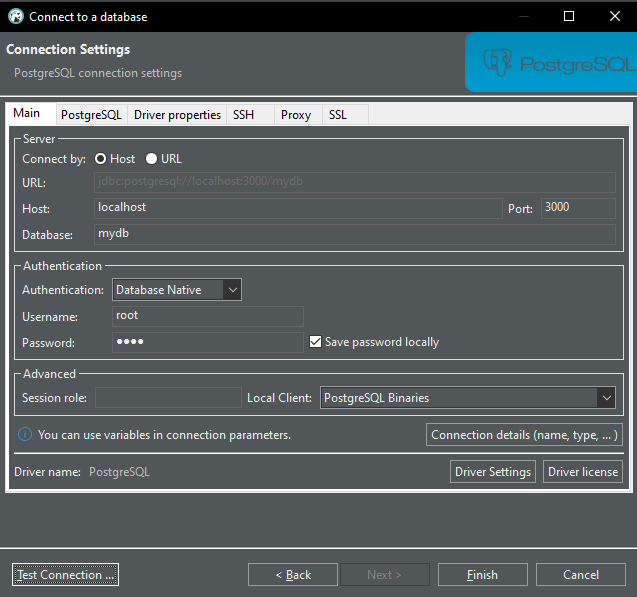 Connect to a database
Connection Settings
PostgreSQL connection settings
PostgreSQL
Main PostgreSQL Driver properties SSH Proxy SSL
Server
Connect by: Host URL
URL: jdbc:postgresql://localhost:3000/mydb
Host: localhost Port: 3000
Database: mydb
Authentication
Authentication: Database Native
Username: root
Password: ●●●● Save password locally
Advanced
Session role: Local Client: PostgreSQL Binaries
You can use variables in connection parameters. Connection details (name, type, ... )
Driver name: PostgreSQL Driver Settings Driver license
Test Connection ... < Back Next > Finish Cancel